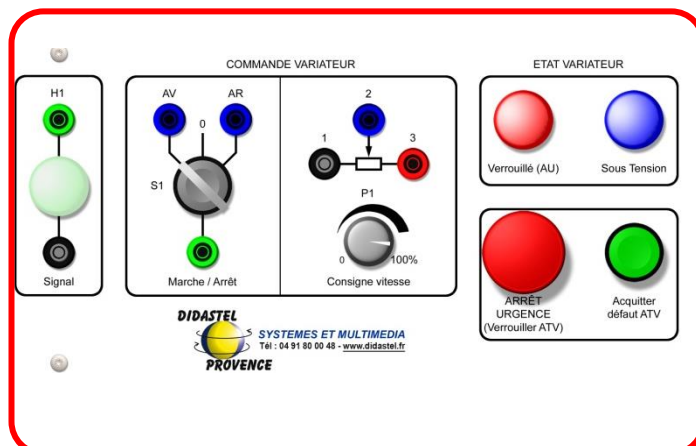 COMMANDE VARIATEUR
ETAT VARIATEUR
H1
Signal
AV
0
AR
S1
Marche / Arrêt
2
1
3
P1
0
100%
Consigne vitesse
Verrouillé (AU)
Sous Tension
ARRÊT
URGENCE
(Verrouiller ATV)
Acquitter
défaut ATV
DIDASTEL
SYSTEMES ET MULTIMEDIA
Tél : 04 91 80 00 48 - www.didastel.fr
PROVENCE